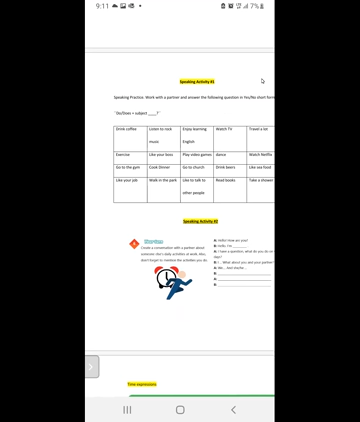 9:11
7%
Speaking Activity #1
Speaking Practice: Work with a partner and answer the following question in Yes/No short form
¨Do/Does + subject ____?¨
Drink coffee Listen to rock music Enjoy learning English Watch TV Travel a lot
Exercise Like your boss Play video games dance Watch Netflix
Go to the gym Cook Dinner Go to church Drink beers Like sea food
Like your job Walk in the park Like to talk to other people Read books Take a shower
Speaking Activity #2
Create a conversation with a partner about
someone else's daily activities at work. Also,
don't forget to mention the activities you do.
A: Hello! How are you?
B: Hello. I'm
A: I have a question, what do you do on
days?
B: I... What about you and your partner?
A: Me... And she/he...
B:
A:
B:
Time expressions